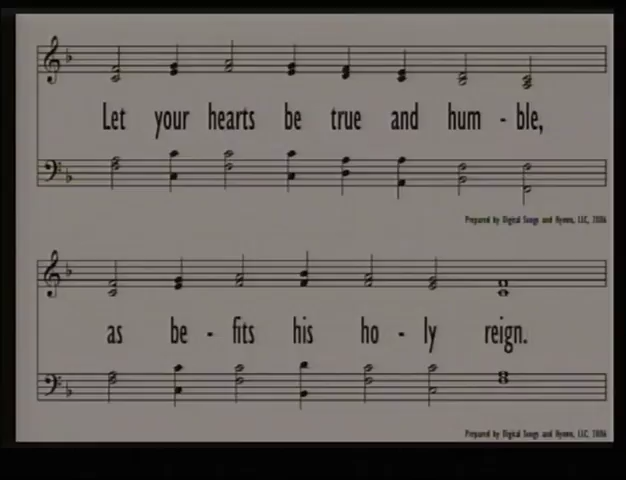 Let your hearts be true and hum - ble,
Prepared by Digital Songs and Hymns, LLC, 2006
as be - fits his ho - ly reign.
Prepared by Digital Songs and Hymns, LLC, 2006